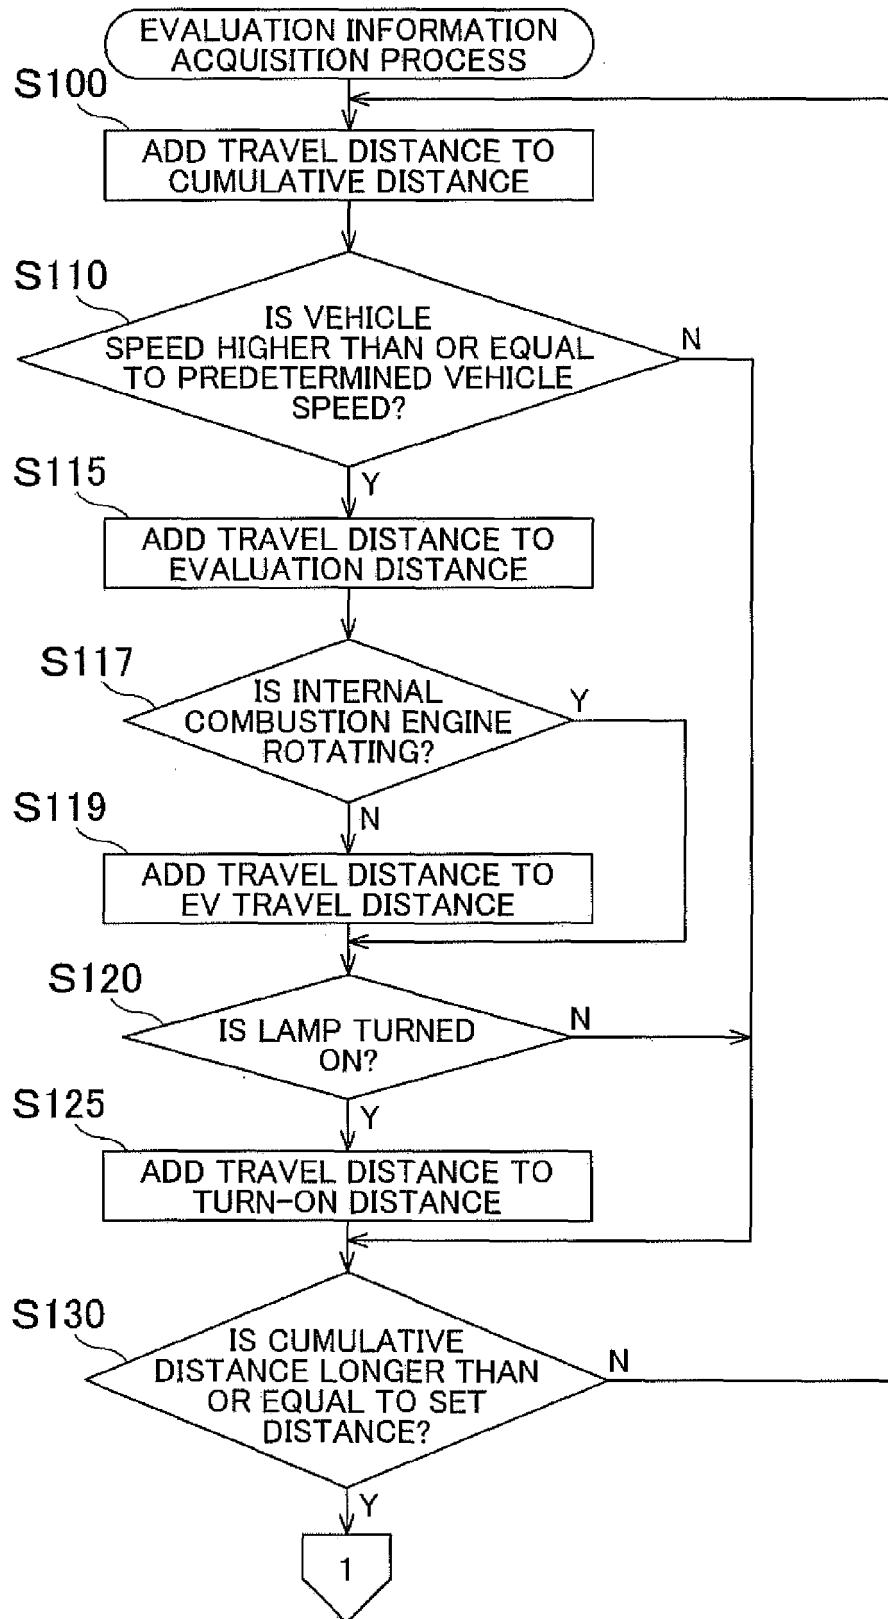 EVALUATION INFORMATION
ACQUISITION PROCESS
S100
ADD TRAVEL DISTANCE TO
CUMULATIVE DISTANCE
S110
IS VEHICLE
SPEED HIGHER THAN OR EQUAL
TO PREDETERMINED VEHICLE
SPEED?
N
Y
S115
ADD TRAVEL DISTANCE TO
EVALUATION DISTANCE
S117
IS INTERNAL
COMBUSTION ENGINE
ROTATING?
Y
N
S119
ADD TRAVEL DISTANCE TO
EV TRAVEL DISTANCE
S120
IS LAMP TURNED
ON?
N
Y
S125
ADD TRAVEL DISTANCE TO
TURN-ON DISTANCE
S130
IS CUMULATIVE
DISTANCE LONGER THAN
OR EQUAL TO SET
DISTANCE?
N
Y
1